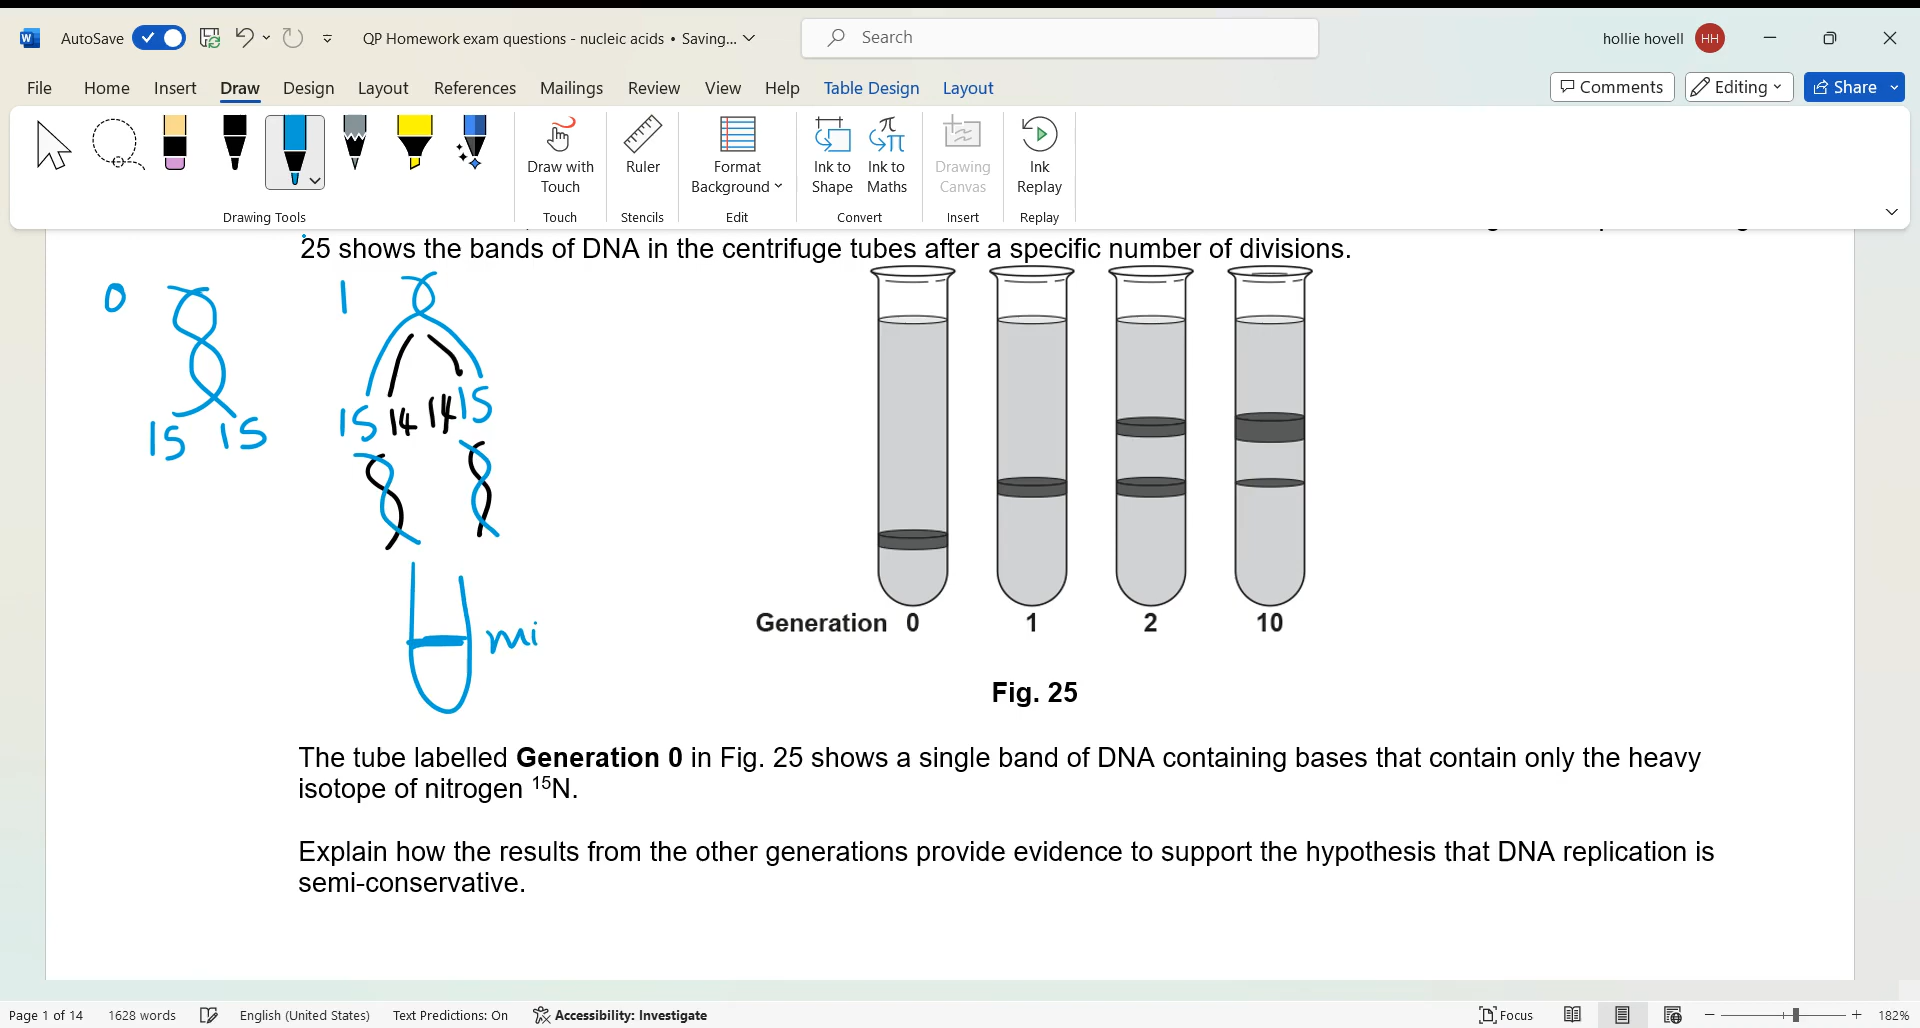 AutoSave
QP Homework exam questions - nucleic acids • Saving...
Search
hollie hovell
HH
File Home Insert Draw Design Layout References Mailings Review View Help Table Design Layout
Comments
Editing
Share
Draw with Touch
Ruler
Format Background
Ink to Shape
Ink to Maths
Drawing Canvas
Ink Replay
Drawing Tools
Touch
Stencils
Edit
Convert
Insert
Replay
25 shows the bands of DNA in the centrifuge tubes after a specific number of divisions.
0
1
15 15
15 14 14 15
mi
Generation 0 1 2 10
Fig. 25
The tube labelled Generation 0 in Fig. 25 shows a single band of DNA containing bases that contain only the heavy
isotope of nitrogen ¹⁵N.
Explain how the results from the other generations provide evidence to support the hypothesis that DNA replication is
semi-conservative.
Page 1 of 14
1628 words
English (United States)
Text Predictions: On
Accessibility: Investigate
Focus
182%